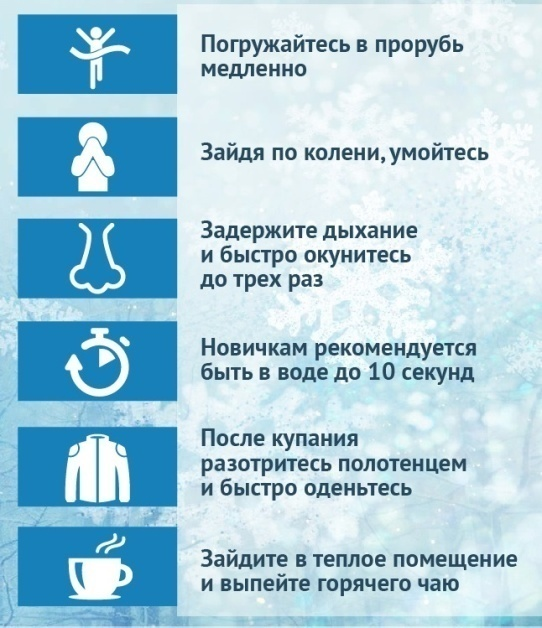 Погружайтесь в прорубь
медленно
Зайдя по колени, умойтесь
Задержите дыхание
и быстро окунитесь
до трех раз
Новичкам рекомендуется
быть в воде до 10 секунд
После купания
разотритесь полотенцем
и быстро оденьтесь
Зайдите в теплое помещение
и выпейте горячего чаю